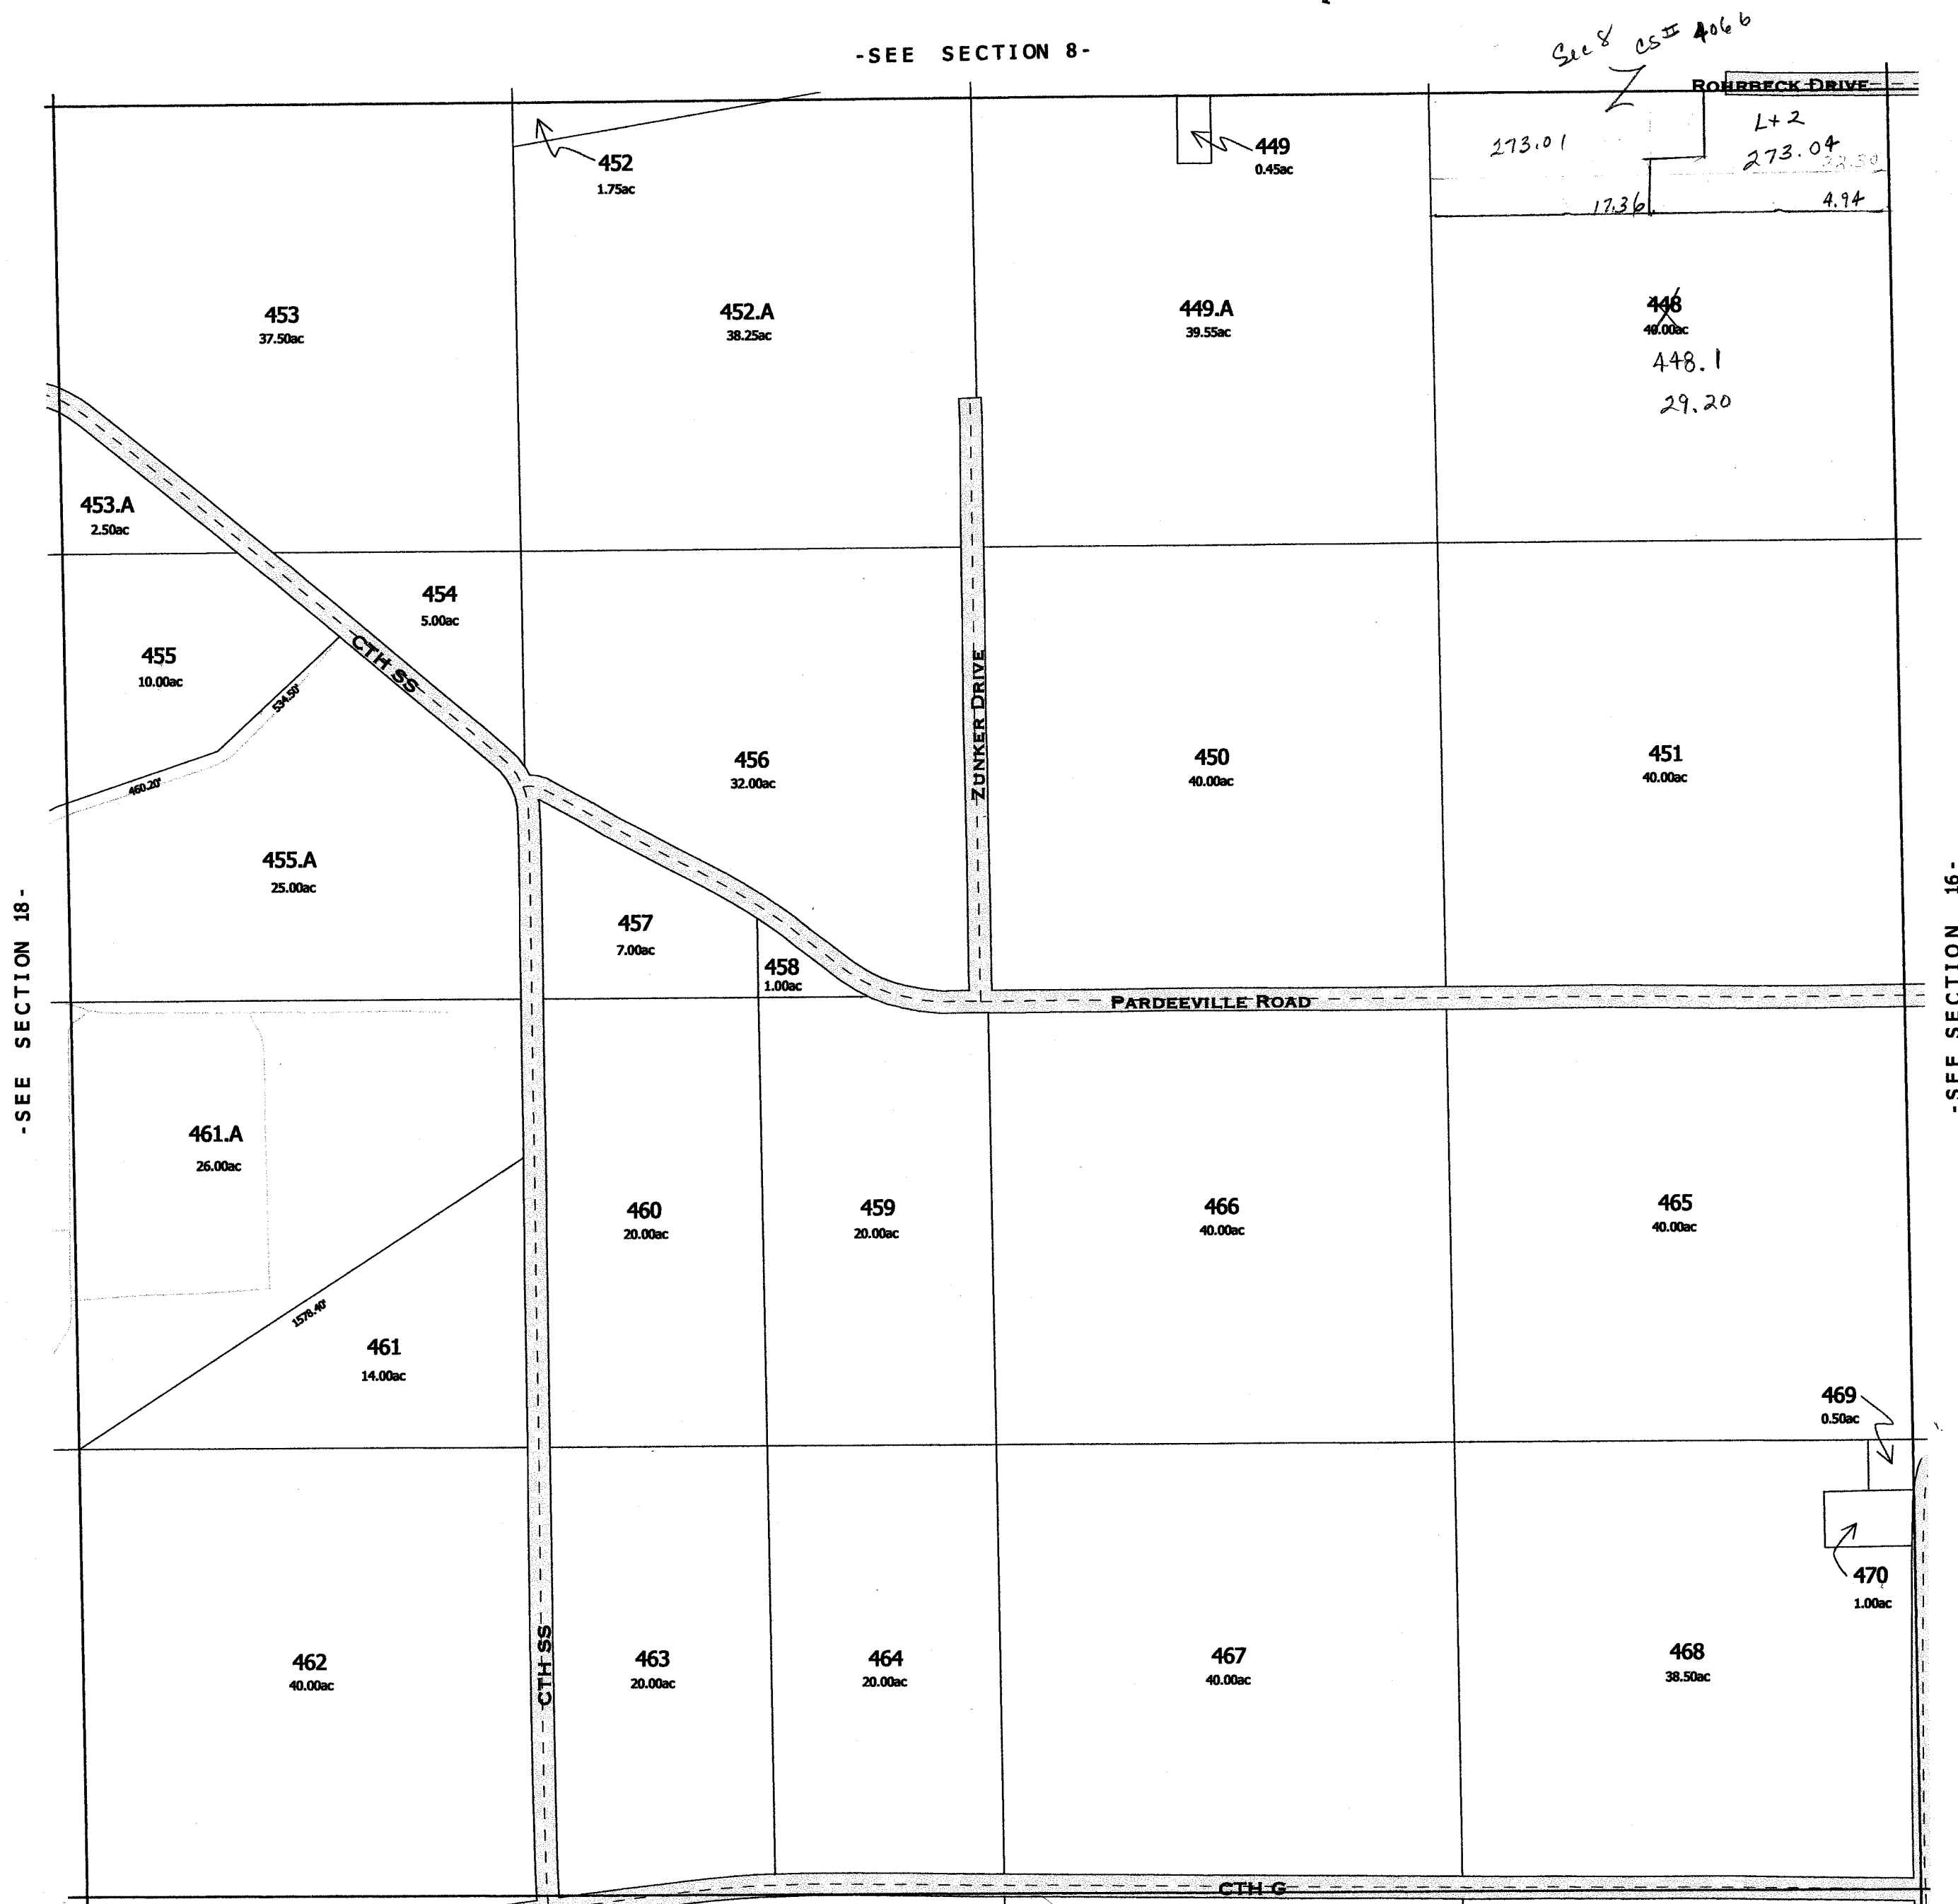 -SEE SECTION 8-
Sec 8 CS II 4066
ROHRBECK DRIVE
452
1.75ac
449
0.45ac
273.01
L+2
273.04
22.30
17.36
4.94
453
37.50ac
452.A
38.25ac
449.A
39.55ac
448
40.00ac
448.1
29.20
453.A
2.50ac
454
5.00ac
455
10.00ac
CTH SS
534.50'
460.20'
456
32.00ac
ZUNKER DRIVE
450
40.00ac
451
40.00ac
455.A
25.00ac
457
7.00ac
458
1.00ac
PARDEEVILLE ROAD
-SEE SECTION 18-
-SEE SECTION 16-
461.A
26.00ac
460
20.00ac
459
20.00ac
466
40.00ac
465
40.00ac
1578.40'
461
14.00ac
469
0.50ac
470
1.00ac
462
40.00ac
CTH SS
463
20.00ac
464
20.00ac
467
40.00ac
468
38.50ac
CTH G